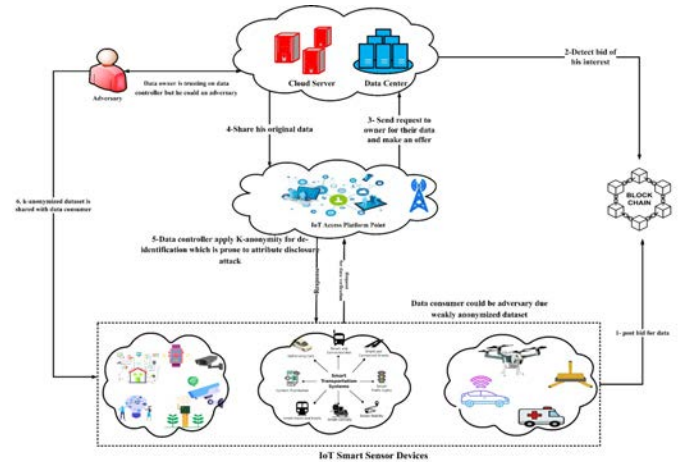 2-Detect bid of
his interest
Cloud Server
Data Center
Data owner is trusting on data
controller but he could an adversary
Adversary
4-Share his original data
3- Send request to
owner for their data
and make an offer
6. k-anonymized dataset is
shared with data consumer
BLOCK
CHAIN
IoT Access Platform Point
5-Data controller apply K-anonymity for de-
identification which is prone to attribute disclosure
attack
Data consumer could be adversary due
weakly anonymized dataset
1- post bid for data
Smart
Transportation
Systems
IoT Smart Sensor Devices